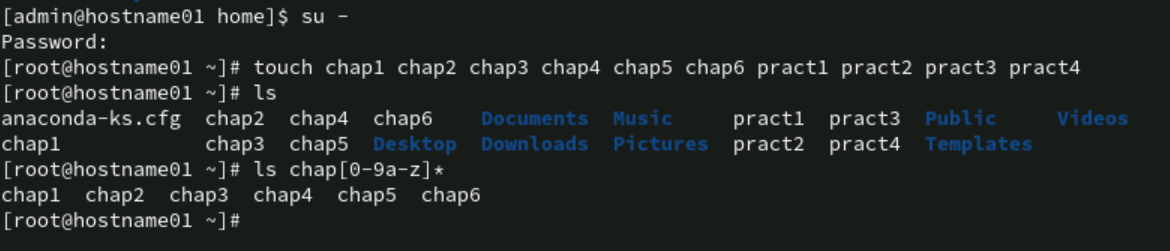 [admin@hostname01 home]$ su -
Password:
[root@hostname01 ~]# touch chap1 chap2 chap3 chap4 chap5 chap6 pract1 pract2 pract3 pract4
[root@hostname01 ~]# ls
anaconda-ks.cfg  chap2  chap4  chap6    Documents  Music     pract1  pract3  Public     Videos
chap1            chap3  chap5  Desktop  Downloads  Pictures  pract2  pract4  Templates
[root@hostname01 ~]# ls chap[0-9a-z]*
chap1  chap2  chap3  chap4  chap5  chap6
[root@hostname01 ~]#